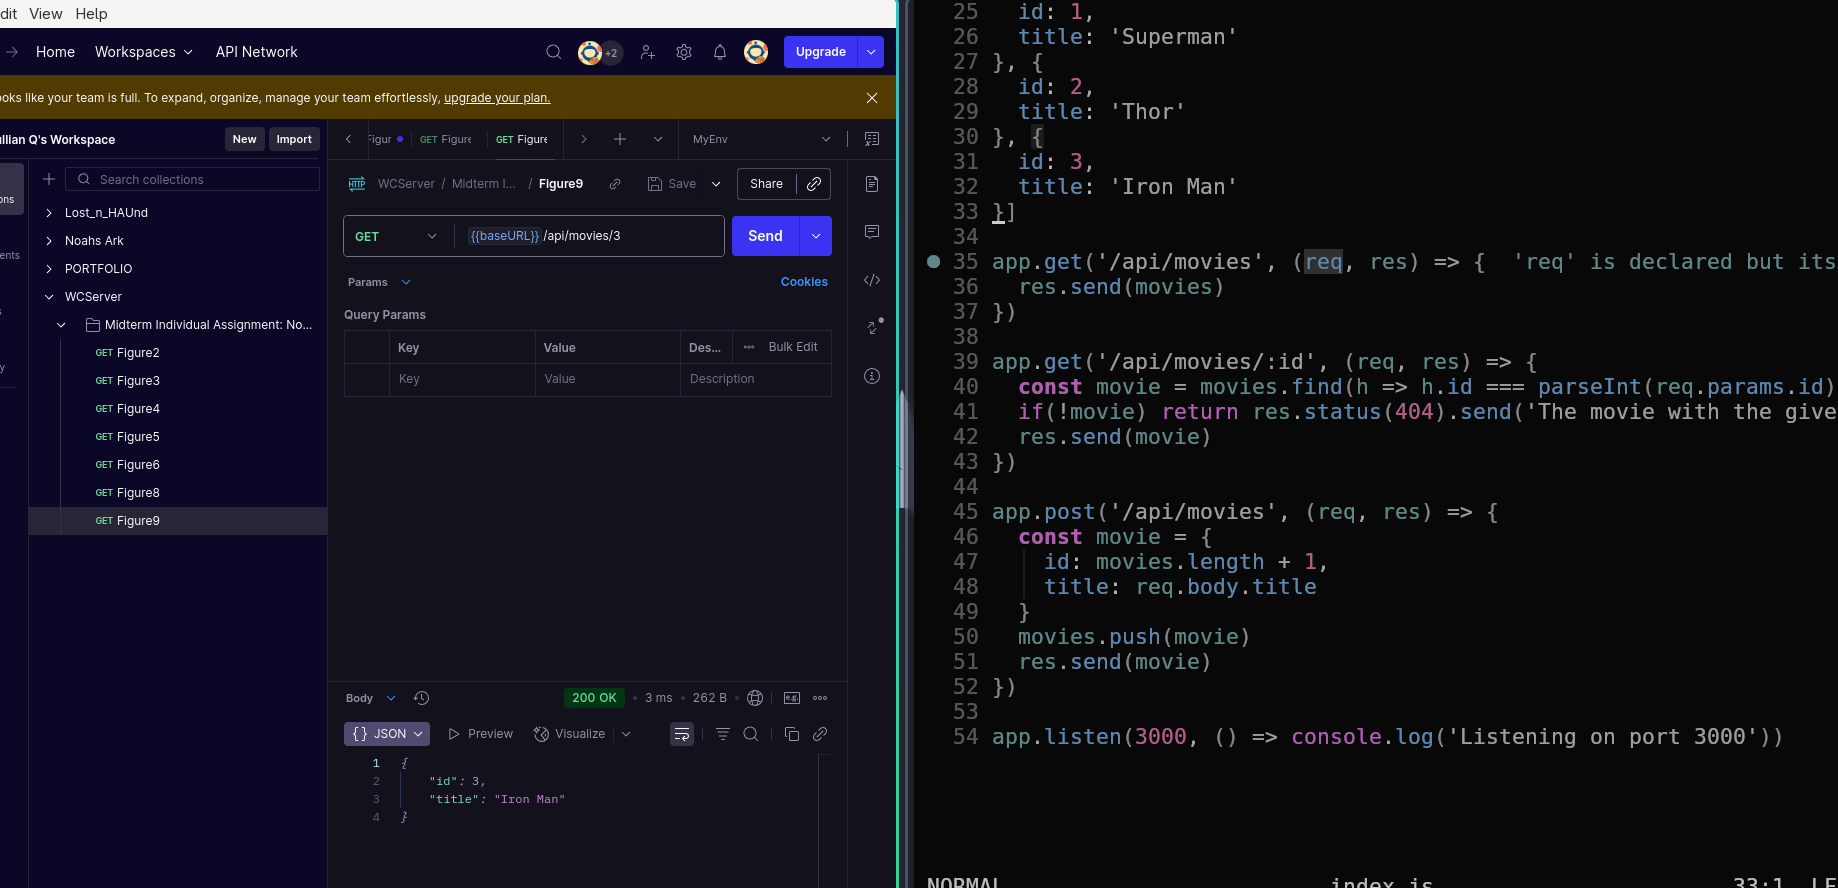 dit View Help
Home Workspaces API Network +2 Upgrade
ooks like your team is full. To expand, organize, manage your team effortlessly, upgrade your plan.
llian Q's Workspace New Import
Figur GET Figure GET Figure MyEnv
Search collections
ons
Lost_n_HAUnd
Noahs Ark
ents
PORTFOLIO
WCServer
Midterm Individual Assignment: No...
GET Figure2
y
GET Figure3
GET Figure4
GET Figure5
GET Figure6
GET Figure8
GET Figure9
HTTP WCServer / Midterm I... / Figure9 Save Share
GET {{baseURL}} /api/movies/3 Send
Params Cookies
Query Params
Key Value Des... Bulk Edit
Key Value Description
Body 200 OK • 3 ms • 262 B • e.g.
{} JSON Preview Visualize
1 {
2 "id": 3,
3 "title": "Iron Man"
4 }
25 id: 1,
26 title: 'Superman'
27 }, {
28 id: 2,
29 title: 'Thor'
30 }, {
31 id: 3,
32 title: 'Iron Man'
33 }]
34
35 app.get('/api/movies', (req, res) => { 'req' is declared but its
36 res.send(movies)
37 })
38
39 app.get('/api/movies/:id', (req, res) => {
40 const movie = movies.find(h => h.id === parseInt(req.params.id)
41 if(!movie) return res.status(404).send('The movie with the give
42 res.send(movie)
43 })
44
45 app.post('/api/movies', (req, res) => {
46 const movie = {
47 id: movies.length + 1,
48 title: req.body.title
49 }
50 movies.push(movie)
51 res.send(movie)
52 })
53
54 app.listen(3000, () => console.log('Listening on port 3000'))
NORMAL index.js 33:1 LF